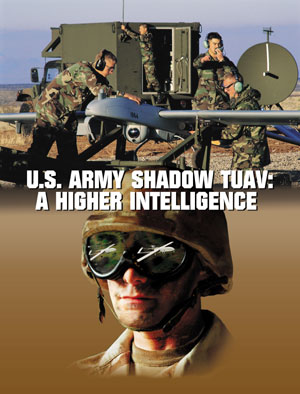 U.S. ARMY SHADOW TUAV:
A HIGHER INTELLIGENCE